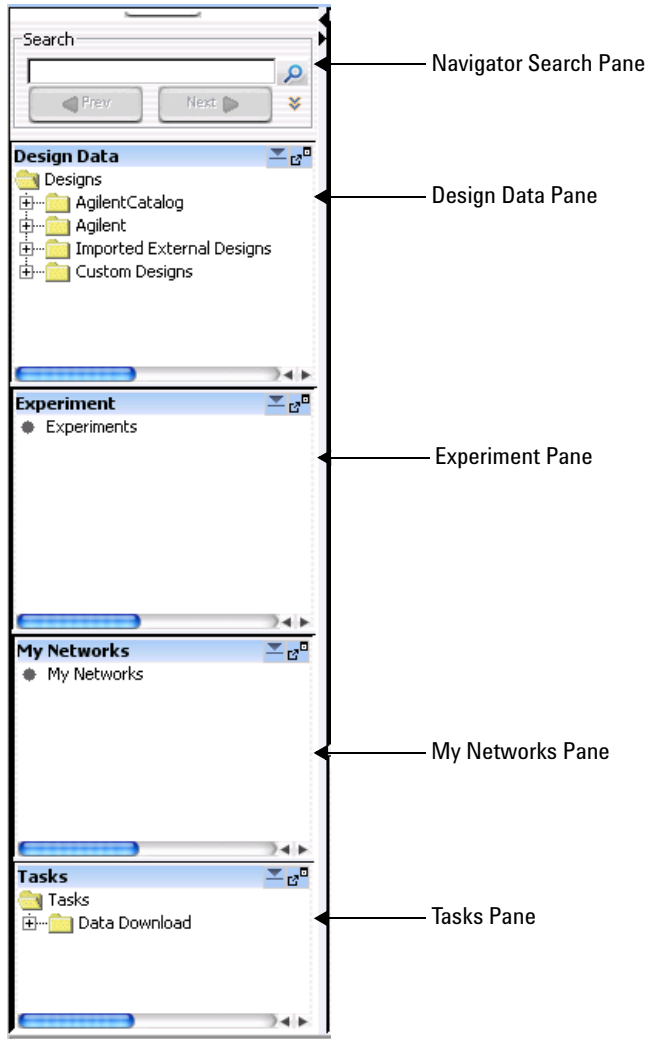 Search
Navigator Search Pane
Prev
Next
Design Data
Designs
Design Data Pane
AgilentCatalog
Agilent
Imported External Designs
Custom Designs
Experiment
Experiments
Experiment Pane
My Networks
My Networks
My Networks Pane
Tasks
Tasks
Tasks Pane
Data Download